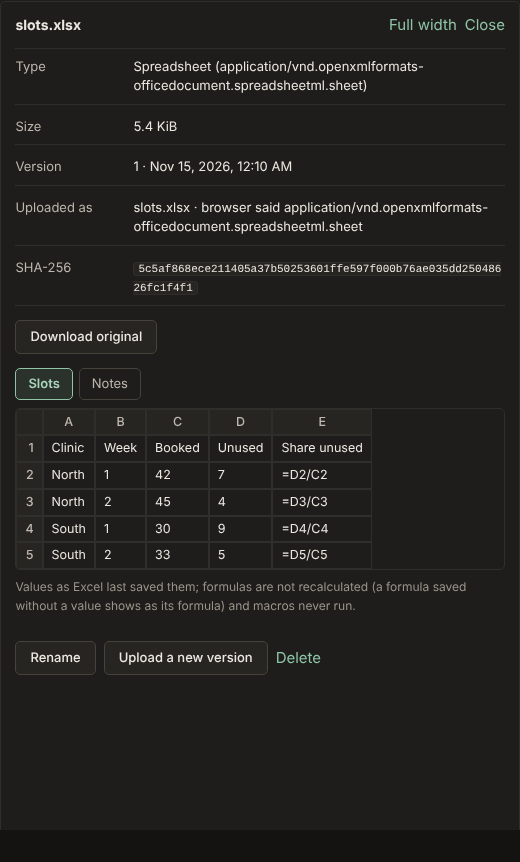 slots.xlsx Full width Close
Type Spreadsheet (application/vnd.openxmlformats-
officedocument.spreadsheetml.sheet)
Size 5.4 KiB
Version 1 · Nov 15, 2026, 12:10 AM
Uploaded as slots.xlsx · browser said application/vnd.openxmlformats-
officedocument.spreadsheetml.sheet
SHA-256 5c5af868ece211405a37b50253601ffe597f000b76ae035dd250486
26fc1f4f1
Download original
Slots Notes
A B C D E
1 Clinic Week Booked Unused Share unused
2 North 1 42 7 =D2/C2
3 North 2 45 4 =D3/C3
4 South 1 30 9 =D4/C4
5 South 2 33 5 =D5/C5
Values as Excel last saved them; formulas are not recalculated (a formula saved
without a value shows as its formula) and macros never run.
Rename Upload a new version Delete